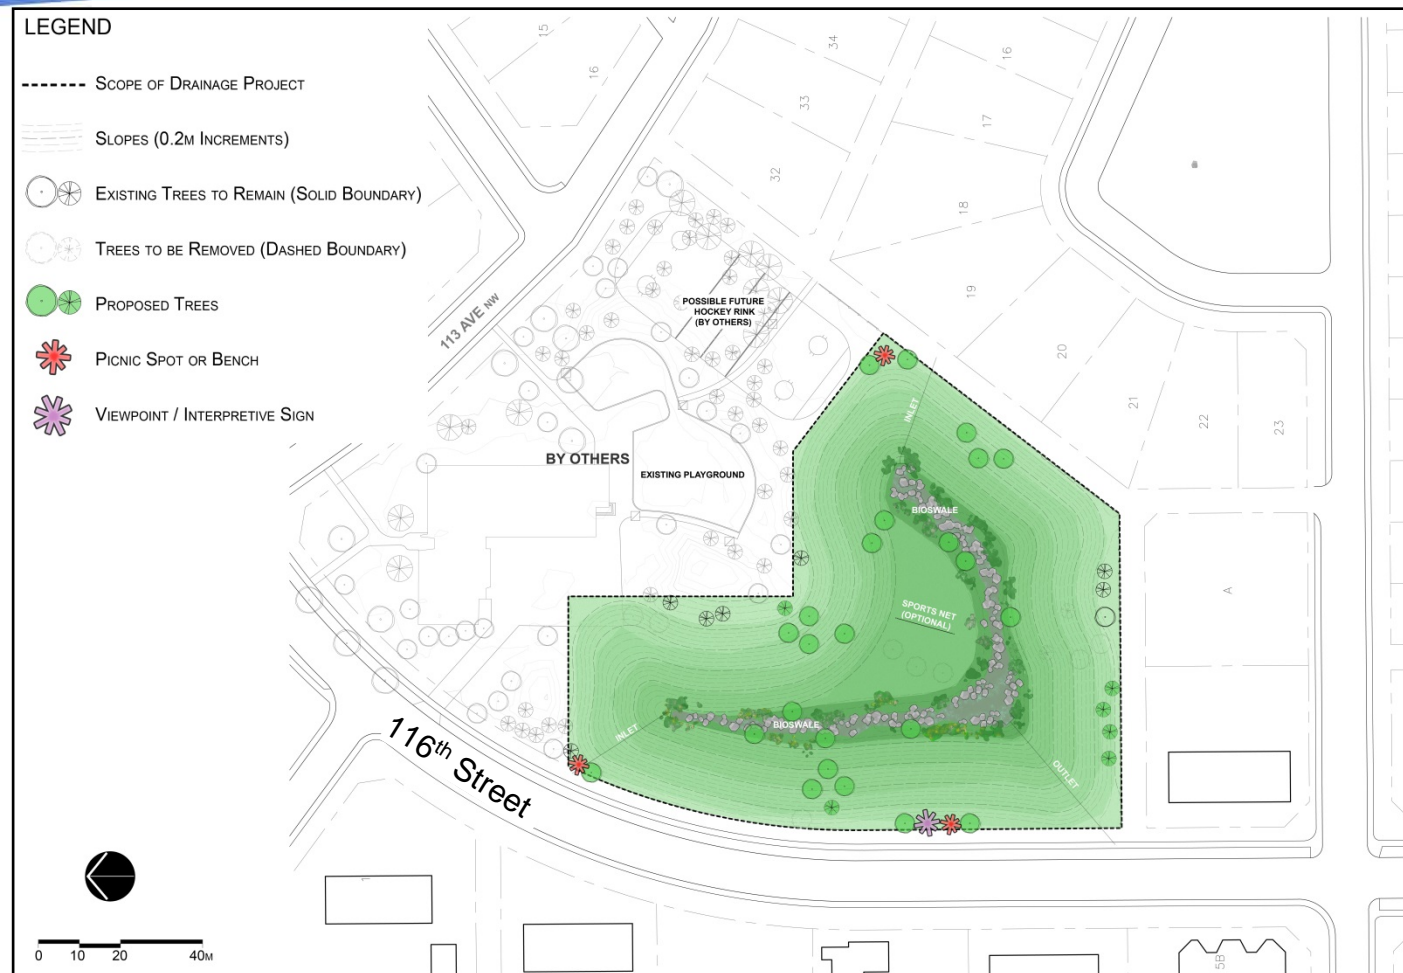 LEGEND
SCOPE OF DRAINAGE PROJECT
SLOPES (0.2M INCREMENTS)
EXISTING TREES TO REMAIN (SOLID BOUNDARY)
TREES TO BE REMOVED (DASHED BOUNDARY)
PROPOSED TREES
PICNIC SPOT OR BENCH
VIEWPOINT / INTERPRETIVE SIGN
15
16
34
33
32
16
17
18
19
20
21
22
23
A
113 AVE NW
POSSIBLE FUTURE
HOCKEY RINK
(BY OTHERS)
BY OTHERS
EXISTING PLAYGROUND
INLET
BIOSWALE
SPORTS NET
(OPTIONAL)
INLET
BIOSWALE
OUTLET
116th Street
1
5B
0 10 20 40M